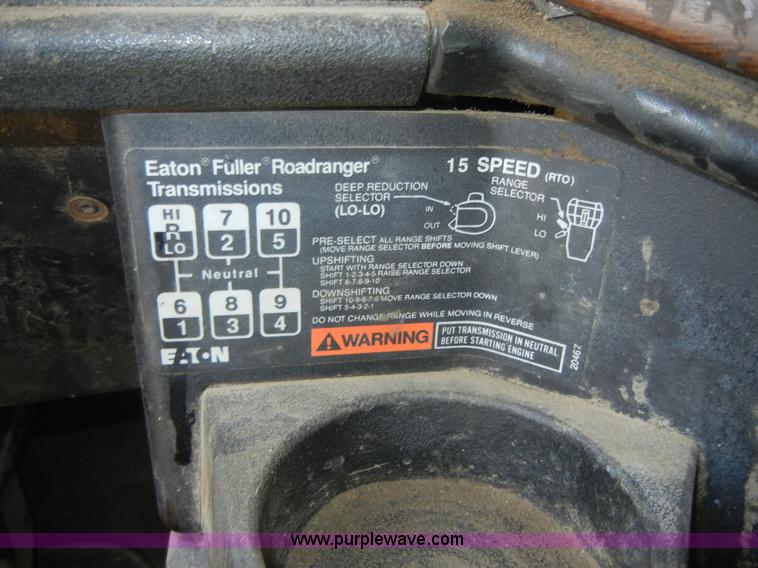 Eaton® Fuller® Roadranger®
Transmissions
15 SPEED (RTO)
DEEP REDUCTION
SELECTOR
(LO-LO)
IN
OUT
RANGE
SELECTOR
HI
LO
HI
R
LO
7
2
10
5
Neutral
6
1
8
3
9
4
EATON
PRE-SELECT ALL RANGE SHIFTS
(MOVE RANGE SELECTOR BEFORE MOVING SHIFT LEVER)
UPSHIFTING
START WITH RANGE SELECTOR DOWN
SHIFT 1-2-3-4-5 RAISE RANGE SELECTOR
SHIFT 6-7-8-9-10
DOWNSHIFTING
SHIFT 10-9-8-7-6 MOVE RANGE SELECTOR DOWN
SHIFT 5-4-3-2-1
DO NOT CHANGE RANGE WHILE MOVING IN REVERSE
WARNING
PUT TRANSMISSION IN NEUTRAL
BEFORE STARTING ENGINE
20467
www.purplewave.com